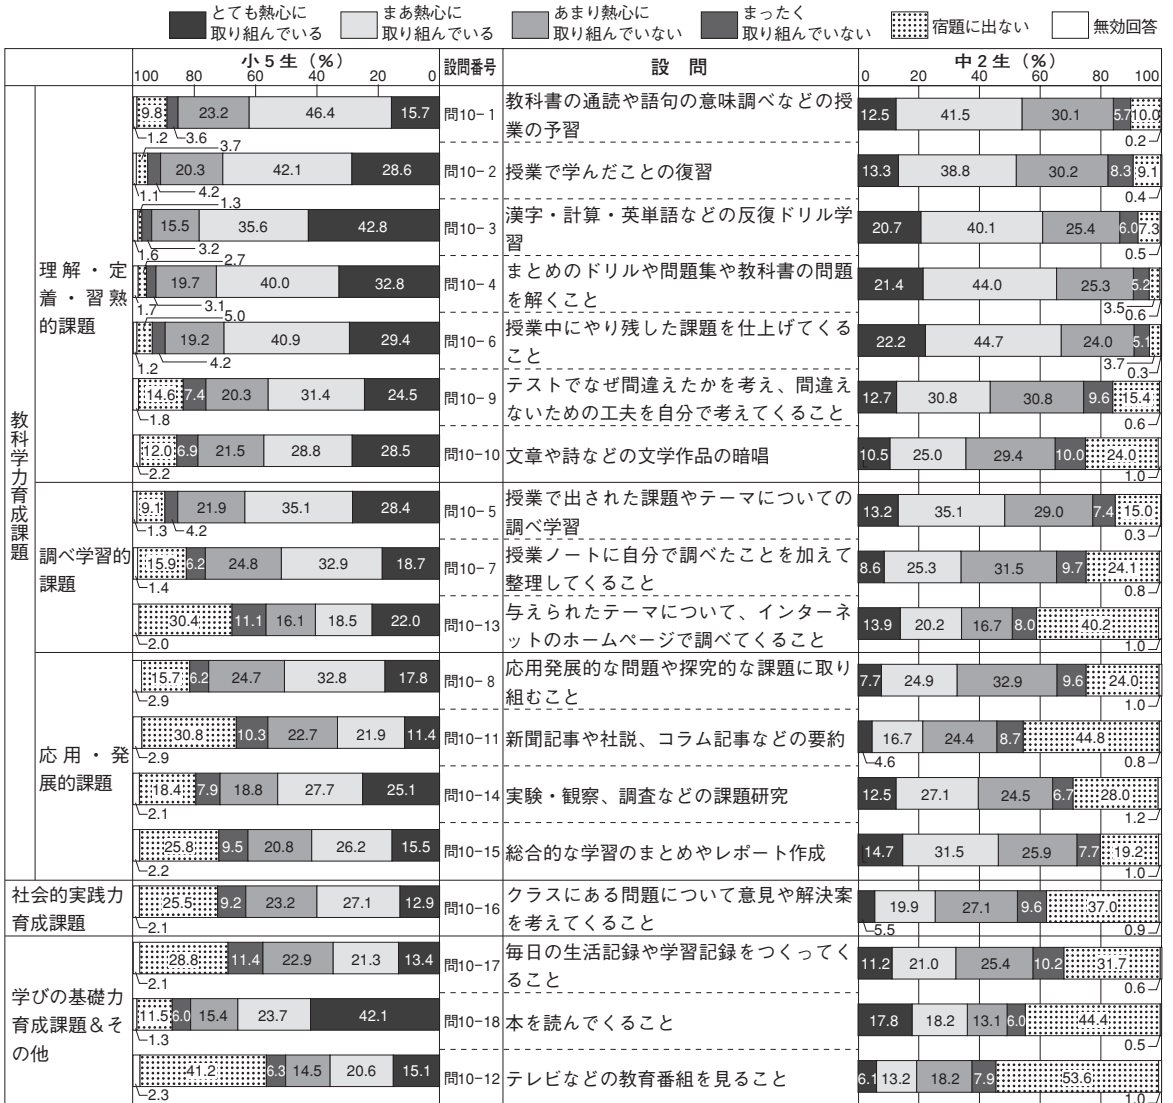 とても熱心に
取り組んでいる
まあ熱心に
取り組んでいる
あまり熱心に
取り組んでいない
まったく
取り組んでいない
宿題に出ない
無効回答
小5生（%） 設問番号 設 問 中2生（%）
100 80 60 40 20 0
0 20 40 60 80 100
教科学力育成課題
理解・定
着・習熟
的課題
9.8 23.2 46.4 15.7
1.2 3.6
問10-1
教科書の通読や語句の意味調べなどの授
業の予習
12.5 41.5 30.1 5.7 10.0
0.2
3.7
20.3 42.1 28.6
1.1 4.2
問10-2
授業で学んだことの復習
13.3 38.8 30.2 8.3 9.1
0.4
1.3
15.5 35.6 42.8
1.6 3.2
問10-3
漢字・計算・英単語などの反復ドリル学
習
20.7 40.1 25.4 6.0 7.3
0.5
2.7
19.7 40.0 32.8
1.7 3.1
問10-4
まとめのドリルや問題集や教科書の問題
を解くこと
21.4 44.0 25.3 5.2
3.5 0.6
5.0
19.2 40.9 29.4
1.2 4.2
問10-6
授業中にやり残した課題を仕上げてくる
こと
22.2 44.7 24.0 5.1
3.7 0.3
14.6 7.4 20.3 31.4 24.5
1.8
問10-9
テストでなぜ間違えたかを考え、間違え
ないための工夫を自分で考えてくること
12.7 30.8 30.8 9.6 15.4
0.6
12.0 6.9 21.5 28.8 28.5
2.2
問10-10
文章や詩などの文学作品の暗唱
10.5 25.0 29.4 10.0 24.0
1.0
調べ学習的
課題
9.1 21.9 35.1 28.4
1.3 4.2
問10-5
授業で出された課題やテーマについての
調べ学習
13.2 35.1 29.0 7.4 15.0
0.3
15.9 6.2 24.8 32.9 18.7
1.4
問10-7
授業ノートに自分で調べたことを加えて
整理してくること
8.6 25.3 31.5 9.7 24.1
0.8
30.4 11.1 16.1 18.5 22.0
2.0
問10-13
与えられたテーマについて、インターネ
ットのホームページで調べてくること
13.9 20.2 16.7 8.0 40.2
1.0
応用・発
展的課題
15.7 6.2 24.7 32.8 17.8
2.9
問10-8
応用発展的な問題や探究的な課題に取り
組むこと
7.7 24.9 32.9 9.6 24.0
1.0
30.8 10.3 22.7 21.9 11.4
2.9
問10-11
新聞記事や社説、コラム記事などの要約
16.7 24.4 8.7 44.8
4.6 0.8
18.4 7.9 18.8 27.7 25.1
2.1
問10-14
実験・観察、調査などの課題研究
12.5 27.1 24.5 6.7 28.0
1.2
25.8 9.5 20.8 26.2 15.5
2.2
問10-15
総合的な学習のまとめやレポート作成
14.7 31.5 25.9 7.7 19.2
1.0
社会的実践力
育成課題
25.5 9.2 23.2 27.1 12.9
2.1
問10-16
クラスにある問題について意見や解決案
を考えてくること
19.9 27.1 9.6 37.0
5.5 0.9
学びの基礎力
育成課題&そ
の他
28.8 11.4 22.9 21.3 13.4
2.1
問10-17
毎日の生活記録や学習記録をつくってく
ること
11.2 21.0 25.4 10.2 31.7
0.6
11.5 6.0 15.4 23.7 42.1
1.3
問10-18
本を読んでくること
17.8 18.2 13.1 6.0 44.4
0.5
41.2 6.3 14.5 20.6 15.1
2.3
問10-12
テレビなどの教育番組を見ること
6.1 13.2 18.2 7.9 53.6
1.0